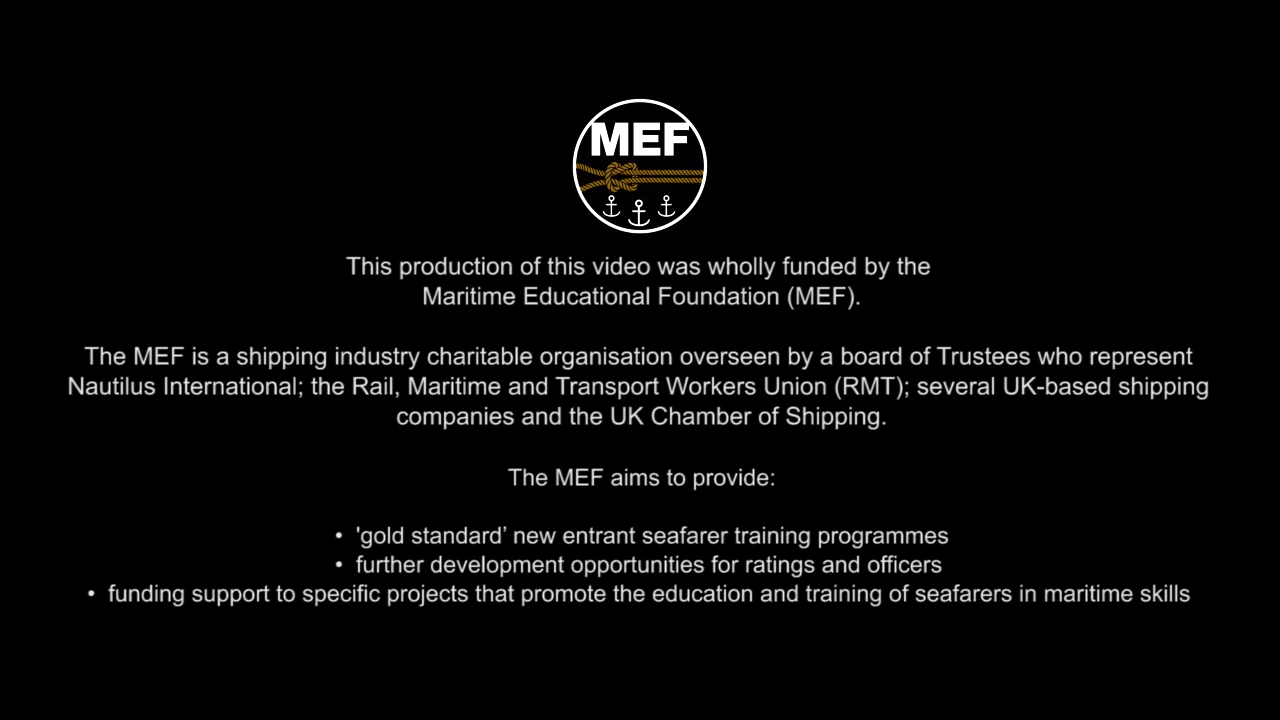 MEF
This production of this video was wholly funded by the
Maritime Educational Foundation (MEF).
The MEF is a shipping industry charitable organisation overseen by a board of Trustees who represent
Nautilus International; the Rail, Maritime and Transport Workers Union (RMT); several UK-based shipping
companies and the UK Chamber of Shipping.
The MEF aims to provide:
• 'gold standard’ new entrant seafarer training programmes
• further development opportunities for ratings and officers
• funding support to specific projects that promote the education and training of seafarers in maritime skills